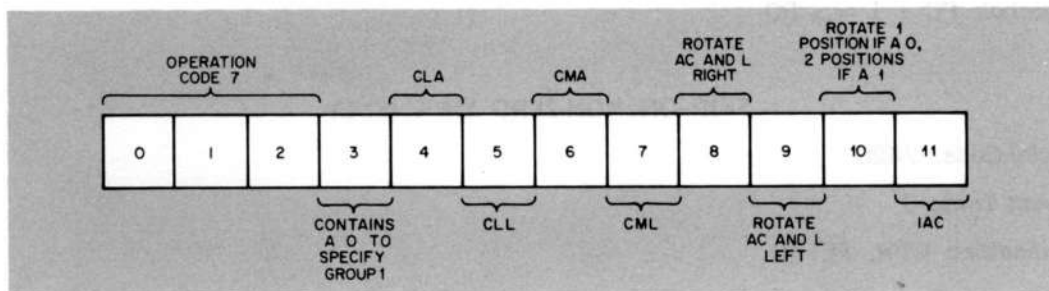 ROTATE 1
POSITION IF A 0,
2 POSITIONS
IF A 1
ROTATE
AC AND L
RIGHT
OPERATION
CODE 7
CLA
CMA
0 1 2 3 4 5 6 7 8 9 10 11
CONTAINS
A 0 TO
SPECIFY
GROUP 1
CLL
CML
ROTATE
AC AND L
LEFT
IAC